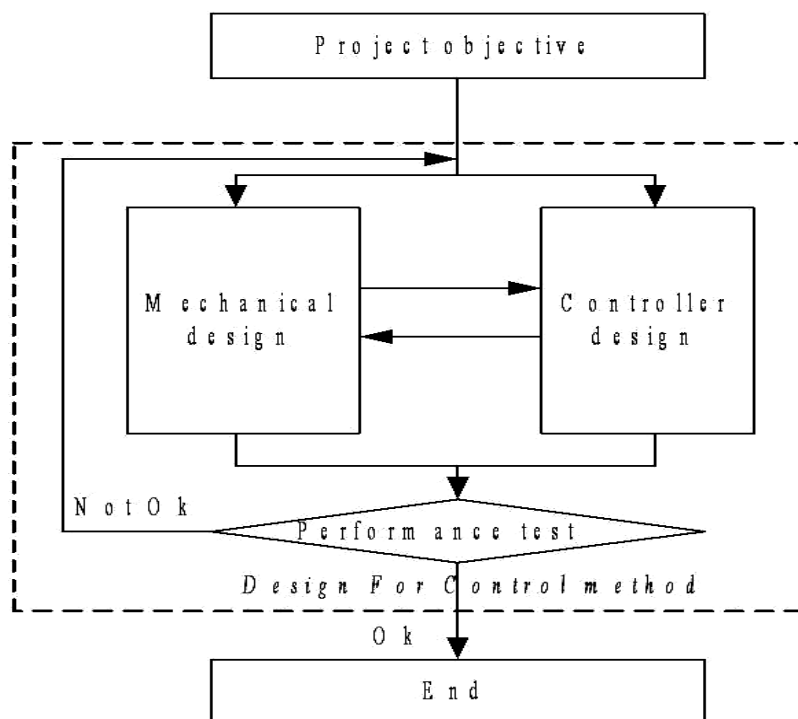 Project objective
Mechanical
design
Controller
design
Not Ok
Performance test
Design For Control method
Ok
End